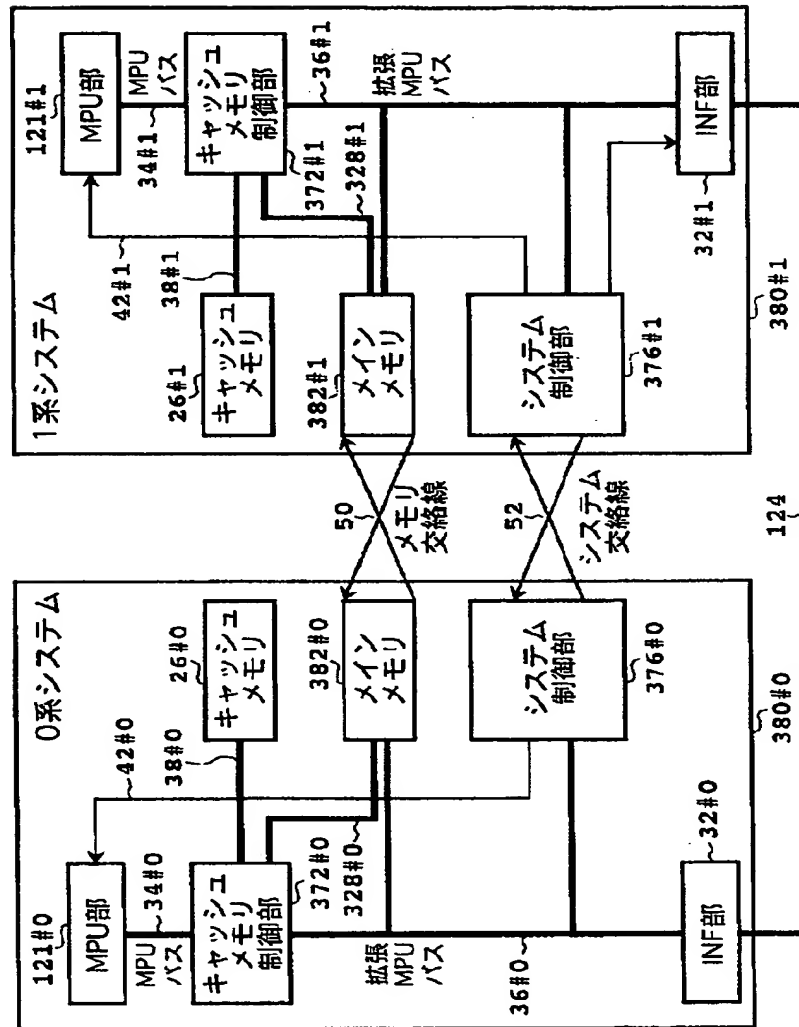 0系システム
121#0
MPU部
34#0
MPU
バス
42#0
キャッシュ
メモリ
制御部
372#0
38#0
キャッシュ
メモリ
26#0
328#0
メイン
メモリ
382#0
拡張
MPU
バス
システム
制御部
376#0
36#0
INF部
32#0
380#0
50
メモリ
交絡線
52
システム
交絡線
124
1系システム
121#1
MPU部
MPU
バス
34#1
42#1
キャッシュ
メモリ
制御部
372#1
36#1
38#1
キャッシュ
メモリ
26#1
328#1
メイン
メモリ
382#1
拡張
MPU
バス
システム
制御部
376#1
INF部
32#1
380#1